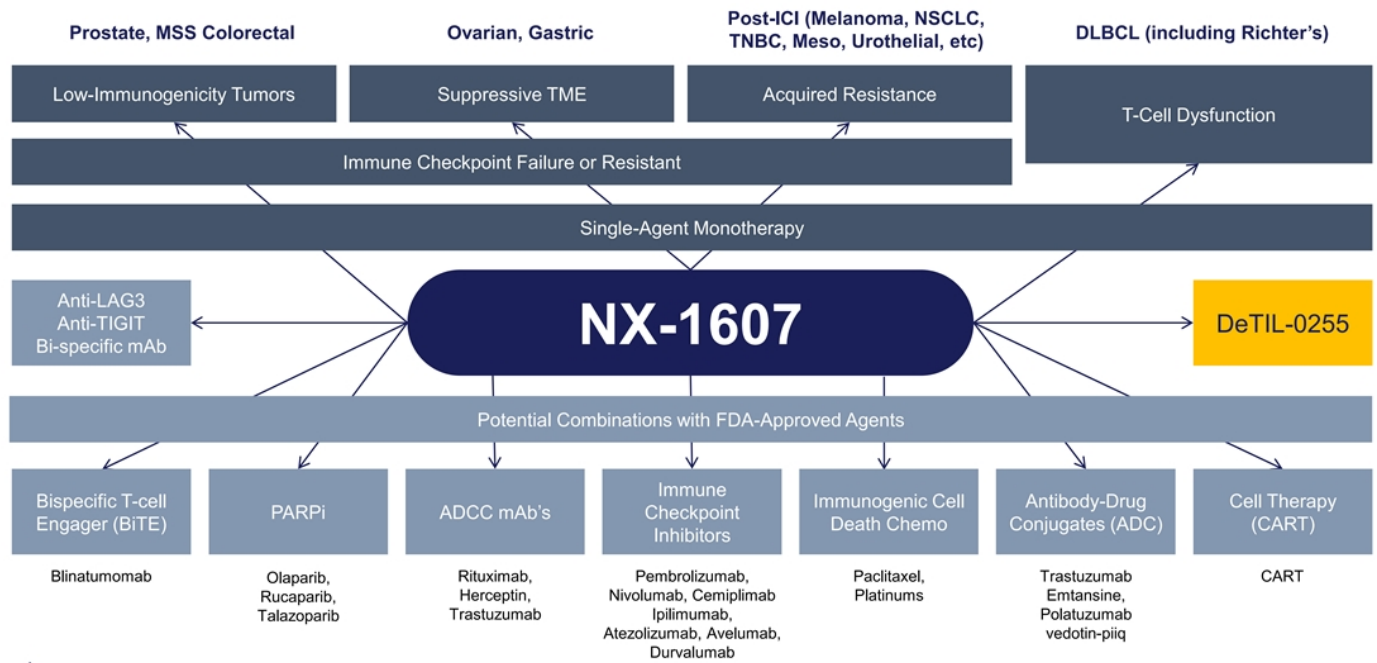 Prostate, MSS Colorectal
Ovarian, Gastric
Post-ICI (Melanoma, NSCLC,
TNBC, Meso, Urothelial, etc)
DLBCL (including Richter's)
Low-Immunogenicity Tumors
Suppressive TME
Acquired Resistance
T-Cell Dysfunction
Immune Checkpoint Failure or Resistant
Single-Agent Monotherapy
Anti-LAG3
Anti-TIGIT
Bi-specific mAb
NX-1607
DeTIL-0255
Potential Combinations with FDA-Approved Agents
Bispecific T-cell
Engager (BiTE)
PARPi
ADCC mAb's
Immune
Checkpoint
Inhibitors
Immunogenic Cell
Death Chemo
Antibody-Drug
Conjugates (ADC)
Cell Therapy
(CART)
Blinatumomab
Olaparib,
Rucaparib,
Talazoparib
Rituximab,
Herceptin,
Trastuzumab
Pembrolizumab,
Nivolumab, Cemiplimab
Ipilimumab,
Atezolizumab, Avelumab,
Durvalumab
Paclitaxel,
Platinums
Trastuzumab
Emtansine,
Polatuzumab
vedotin-piiq
CART